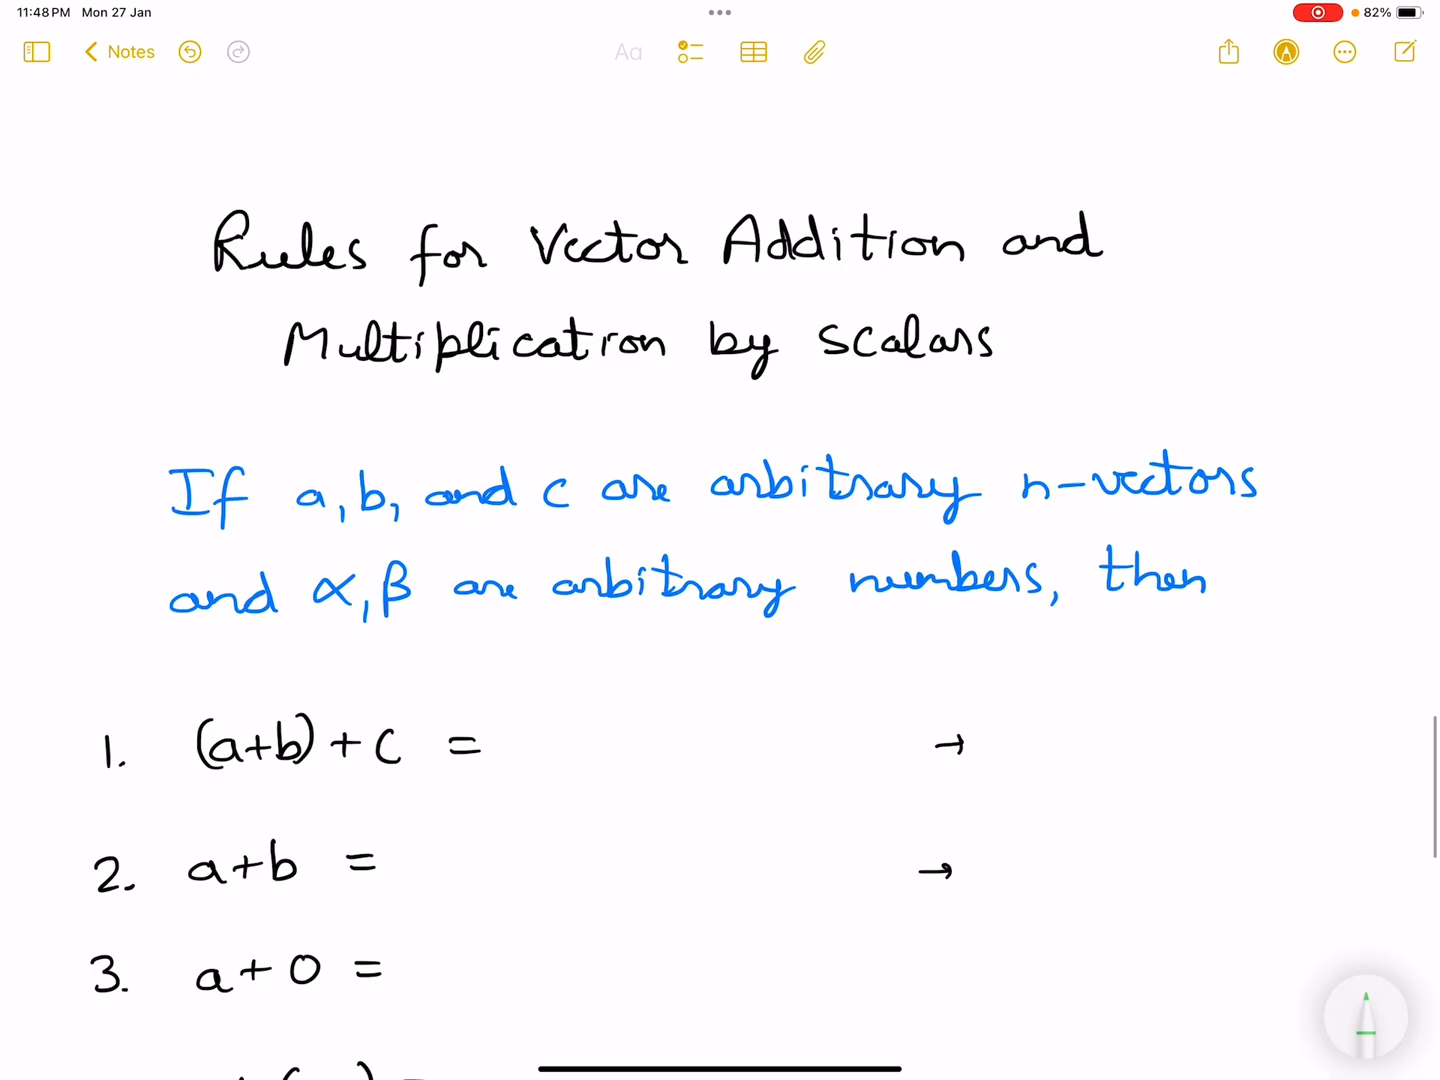 11:48 PM Mon 27 Jan
82%
Notes
Aa
Rules for Vector Addition and
Multiplication by scalars
If a, b, and c are arbitrary n-vectors
and α, β are arbitrary numbers, then
1. (a+b) + c = →
2. a+b = →
3. a + 0 =